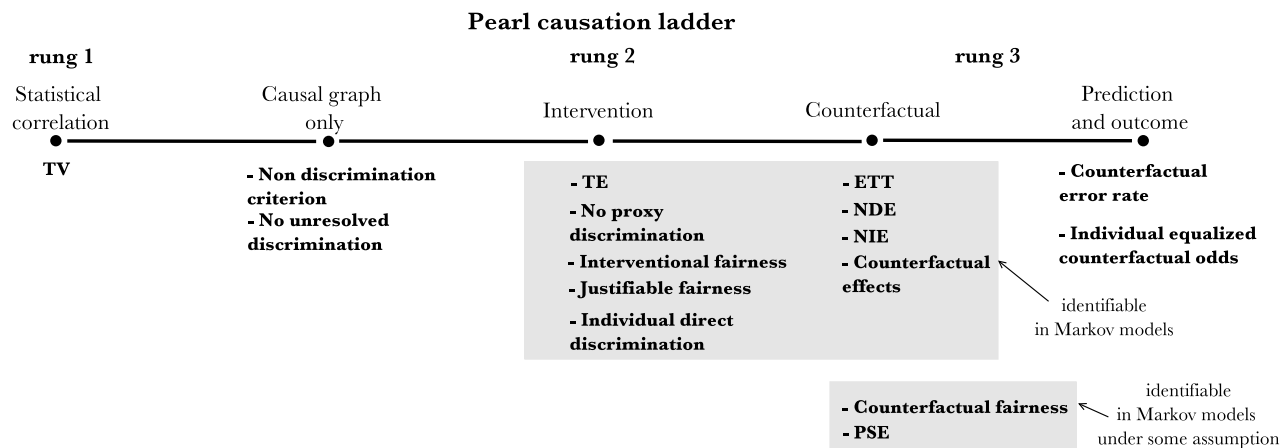 Pearl causation ladder
rung 1
rung 2
rung 3
Statistical
correlation
Causal graph
only
Intervention
Counterfactual
Prediction
and outcome
TV
- Non discrimination
criterion
- No unresolved
discrimination
- TE
- No proxy
discrimination
- Interventional fairness
- Justifiable fairness
- Individual direct
discrimination
- ETT
- NDE
- NIE
- Counterfactual
effects
- Counterfactual
error rate
- Individual equalized
counterfactual odds
identifiable
in Markov models
- Counterfactual fairness
- PSE
identifiable
in Markov models
under some assumption